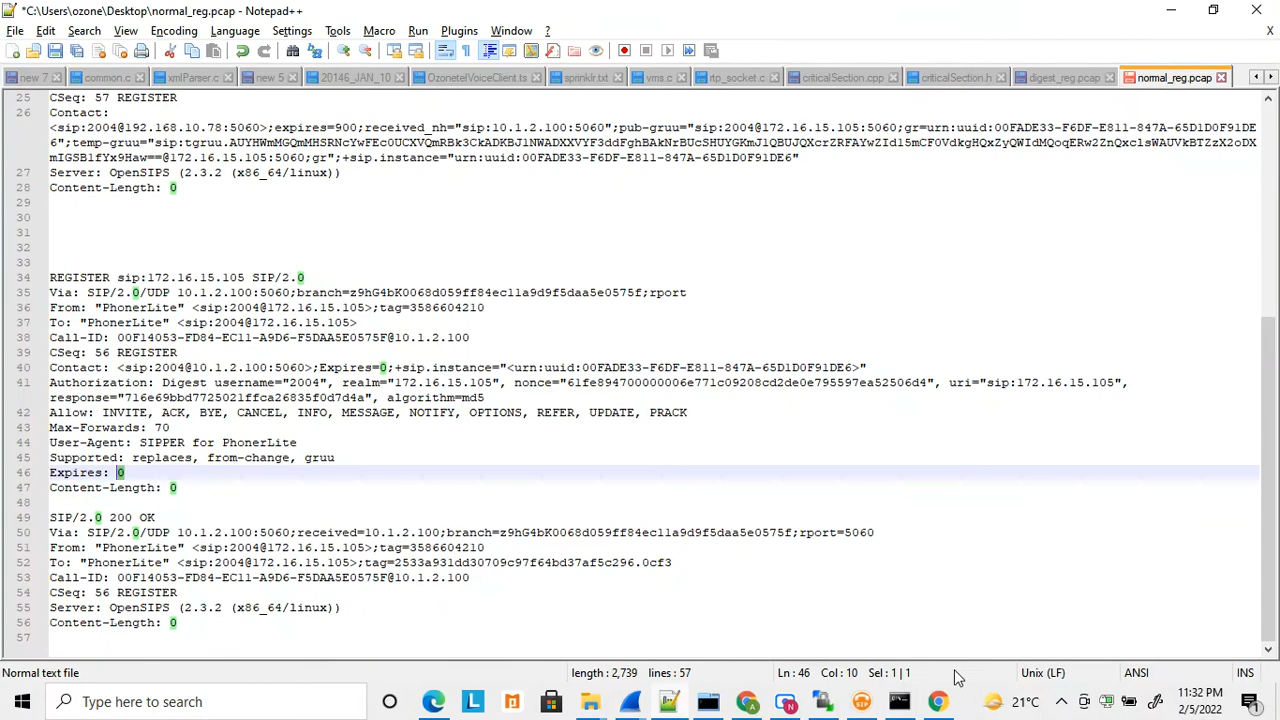 *C:\Users\ozone\Desktop\normal_reg.pcap - Notepad++
File Edit Search View Encoding Language Settings Tools Macro Run Plugins Window ?
X
new 7 common.c xmlParser.c new 5 20146_JAN_10 OzonetelVoiceClient.ts sprinklr.txt vms.c rtp_socket.c criticalSection.cpp criticalSection.h digest_reg.pcap normal_reg.pcap
25 CSeq: 57 REGISTER
26 Contact:
<sip:2004@192.168.10.78:5060>;expires=900;received_nh="sip:10.1.2.100:5060";pub-gruu="sip:2004@172.16.15.105:5060;gr=urn:uuid:00FADE33-F6DF-E811-847A-65D1D0F91DE
6";temp-gruu="sip:tgruu.
mIGSB1fYx9Haw==@172.16.15.105:5060;gr";+sip.instance="urn:uuid:00FADE33-F6DF-E811-847A-65D1D0F91DE6"
27 Server: OpenSIPS (2.3.2 (x86_64/linux))
28 Content-Length: 0
29
30
31
32
33
34 REGISTER sip:172.16.15.105 SIP/2.0
35 Via: SIP/2.0/UDP 10.1.2.100:5060;branch=z9hG4bK0068d059ff84ec11a9d9f5daa5e0575f;rport
36 From: "PhonerLite" <sip:2004@172.16.15.105>;tag=3586604210
37 To: "PhonerLite" <sip:2004@172.16.15.105>
38 Call-ID: 00F14053-FD84-EC11-A9D6-F5DAA5E0575F@10.1.2.100
39 CSeq: 56 REGISTER
40 Contact: <sip:2004@10.1.2.100:5060>;Expires=0;+sip.instance="<urn:uuid:00FADE33-F6DF-E811-847A-65D1D0F91DE6>"
41 Authorization: Digest username="2004", realm="172.16.15.105", nonce="61fe894700000006e771c09208cd2de0e795597ea52506d4", uri="sip:172.16.15.105",
response="716e69bbd7725021ffca26835f0d7d4a", algorithm=md5
42 Allow: INVITE, ACK, BYE, CANCEL, INFO, MESSAGE, NOTIFY, OPTIONS, REFER, UPDATE, PRACK
43 Max-Forwards: 70
44 User-Agent: SIPPER for PhonerLite
45 Supported: replaces, from-change, gruu
46 Expires: 0
47 Content-Length: 0
48
49 SIP/2.0 200 OK
50 Via: SIP/2.0/UDP 10.1.2.100:5060;received=10.1.2.100;branch=z9hG4bK0068d059ff84ec11a9d9f5daa5e0575f;rport=5060
51 From: "PhonerLite" <sip:2004@172.16.15.105>;tag=3586604210
52 To: "PhonerLite" <sip:2004@172.16.15.105>;tag=2533a931dd30709c97f64bd37af5c296.0cf3
53 Call-ID: 00F14053-FD84-EC11-A9D6-F5DAA5E0575F@10.1.2.100
54 CSeq: 56 REGISTER
55 Server: OpenSIPS (2.3.2 (x86_64/linux))
56 Content-Length: 0
57
Normal text file length : 2,739 lines : 57 Ln : 46 Col : 10 Sel : 1 | 1 Unix (LF) ANSI INS
Type here to search
21°C
11:32 PM
2/5/2022